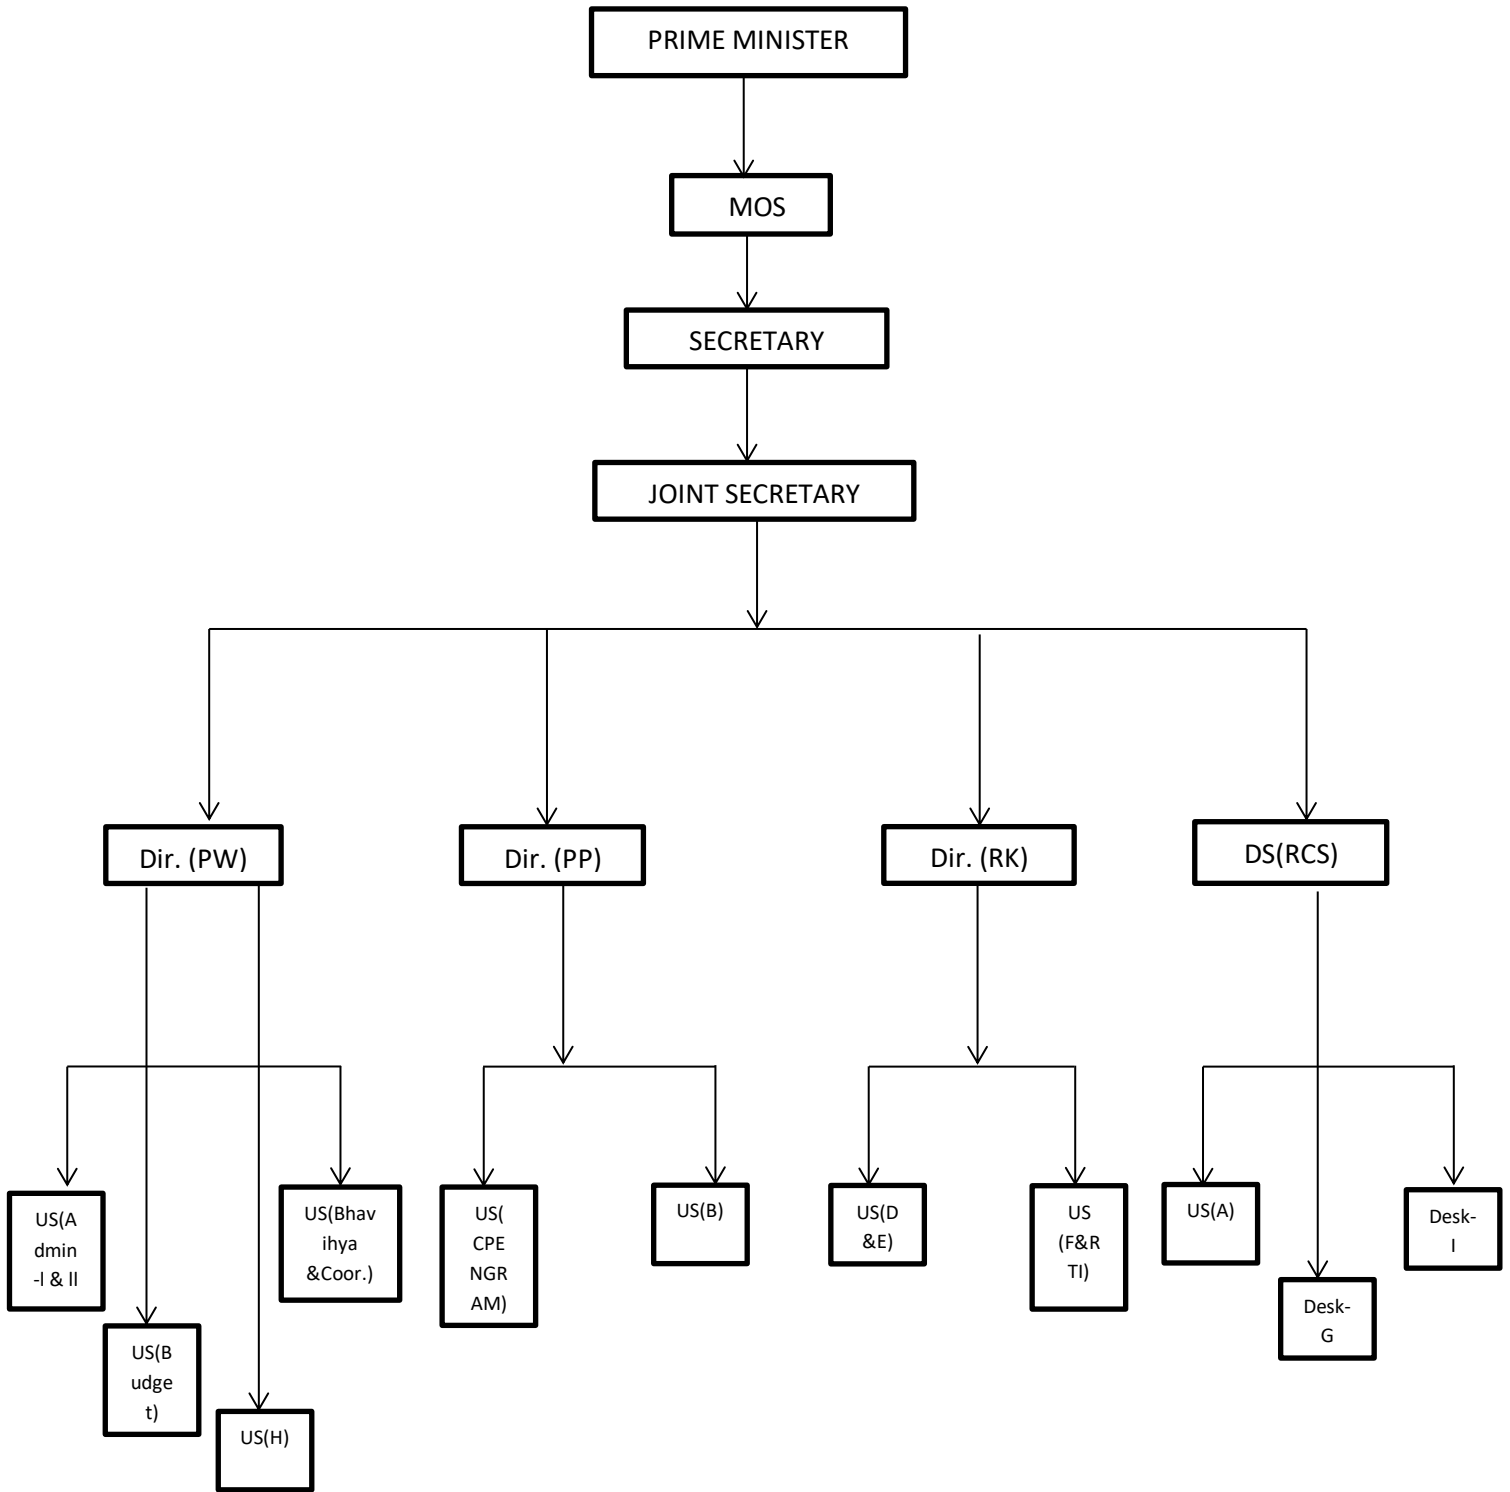 PRIME MINISTER
MOS
SECRETARY
JOINT SECRETARY
Dir. (PW)
Dir. (PP)
Dir. (RK)
DS(RCS)
US(A
dmin
-I & II
US(Bhav
ihya
&Coor.)
US(
CPE
NGR
AM)
US(B)
US(D
&E)
US
(F&R
TI)
US(A)
Desk-
I
Desk-
G
US(B
udge
t)
US(H)